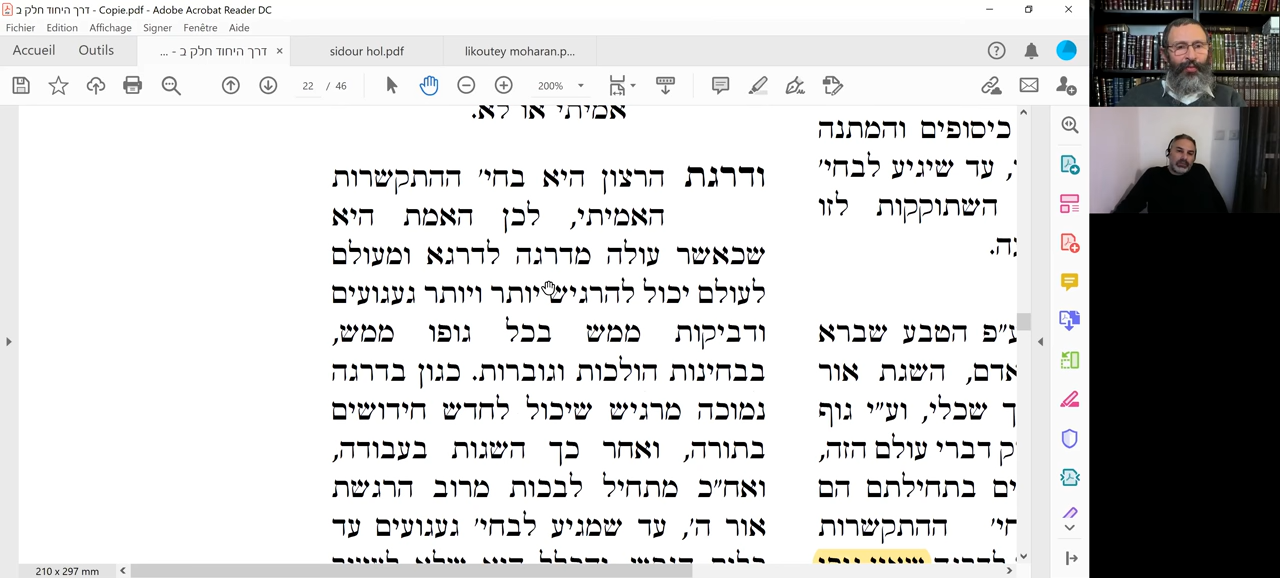 דרך היחוד חלק ב - Copie.pdf - Adobe Acrobat Reader DC
Fichier Edition Affichage Signer Fenêtre Aide
Accueil Outils דרך היחוד חלק ב - ... × sidour hol.pdf likoutey moharan.p...
22 / 46 200%
אמיתי או לא.
ודרגת הרצון היא בחי׳ ההתקשרות
האמיתי, לכן האמת היא
שכאשר עולה מדרגה לדרגא ומעולם
לעולם יכול להרגיש יותר ויותר געגועים
ודביקות ממש בכל גופו ממש,
בבחינות הולכות וגוברות. כגון בדרגה
נמוכה מרגיש שיכול לחדש חידושים
בתורה, ואחר כך השגות בעבודה,
ואח״כ מתחיל לבכות מרוב הרגשת
אור ה׳, עד שמגיע לבחי׳ געגועים עד
כיסופים והמתנה
, עד שיגיע לבחי׳
השתוקקות לזו
ה.
ע״פ הטבע שברא
אדם, השגת אור
ך שכלי, וע״י גוף
ק דברי עולם הזה,
ים בתחילתם הם
חי׳ ההתקשרות
210 x 297 mm